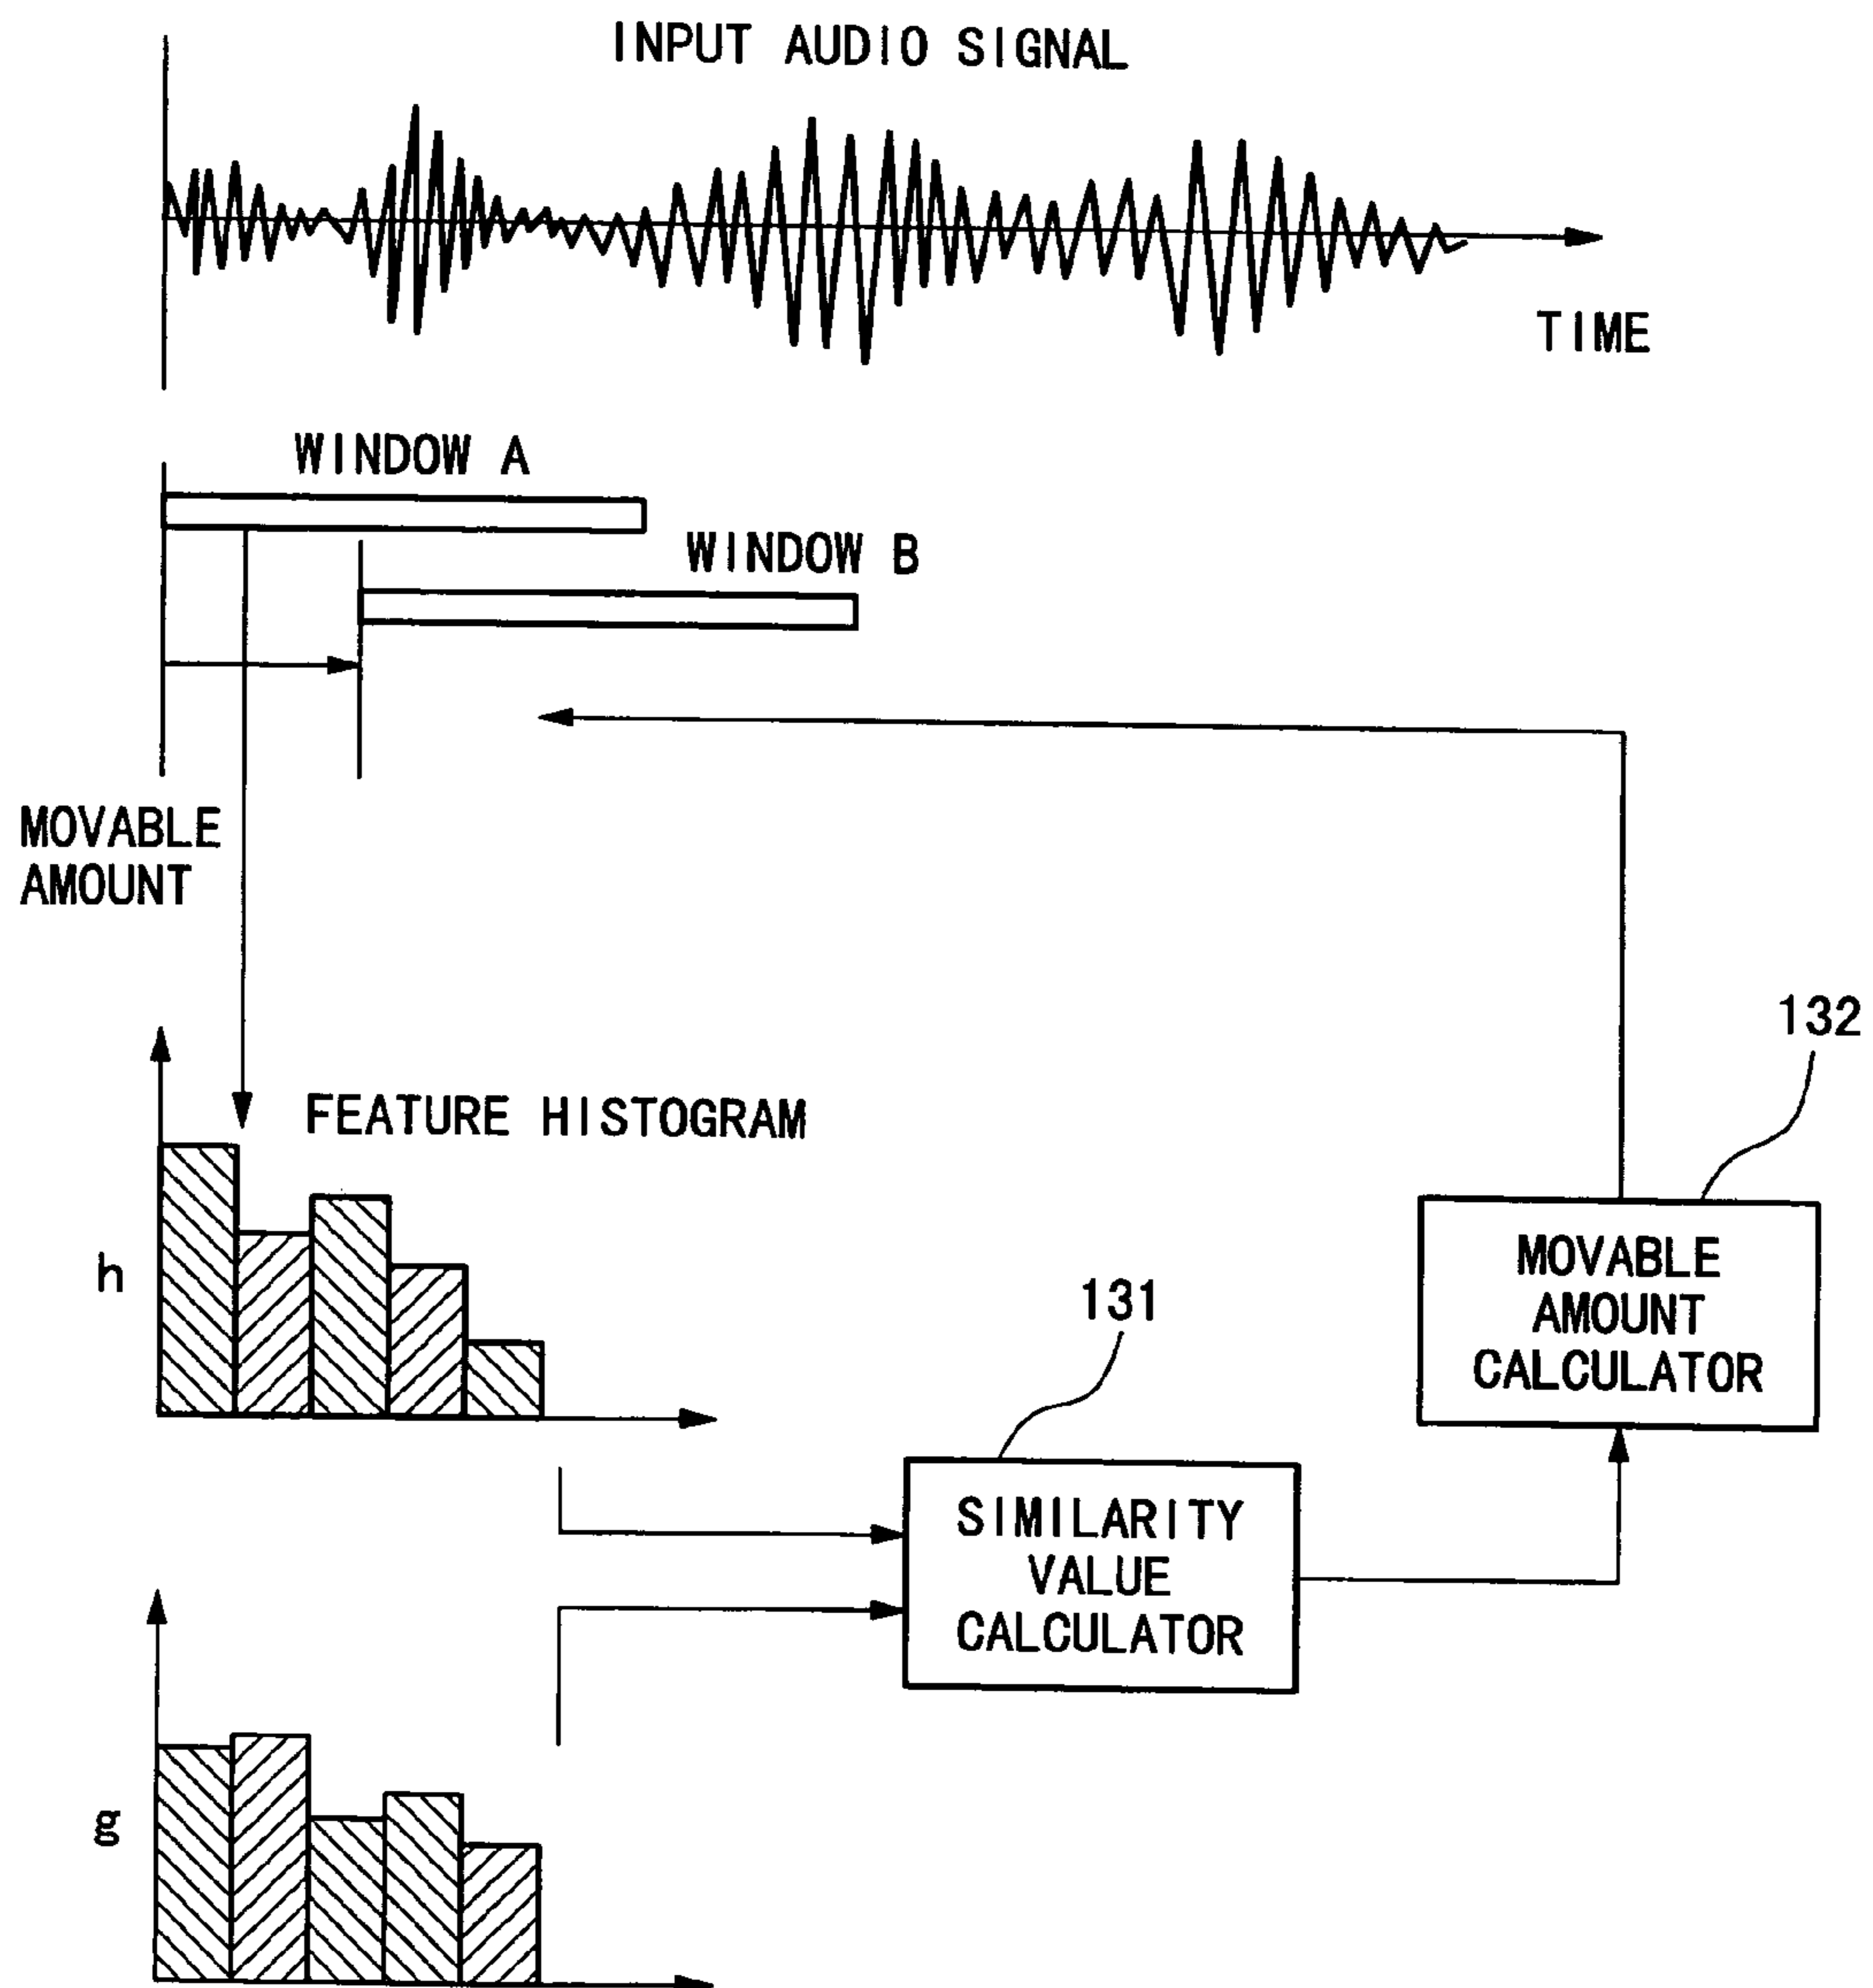 INPUT AUDIO SIGNAL
TIME
WINDOW A
WINDOW B
MOVABLE
AMOUNT
132
FEATURE HISTOGRAM
h
MOVABLE
AMOUNT
CALCULATOR
131
SIMILARITY
VALUE
CALCULATOR
g